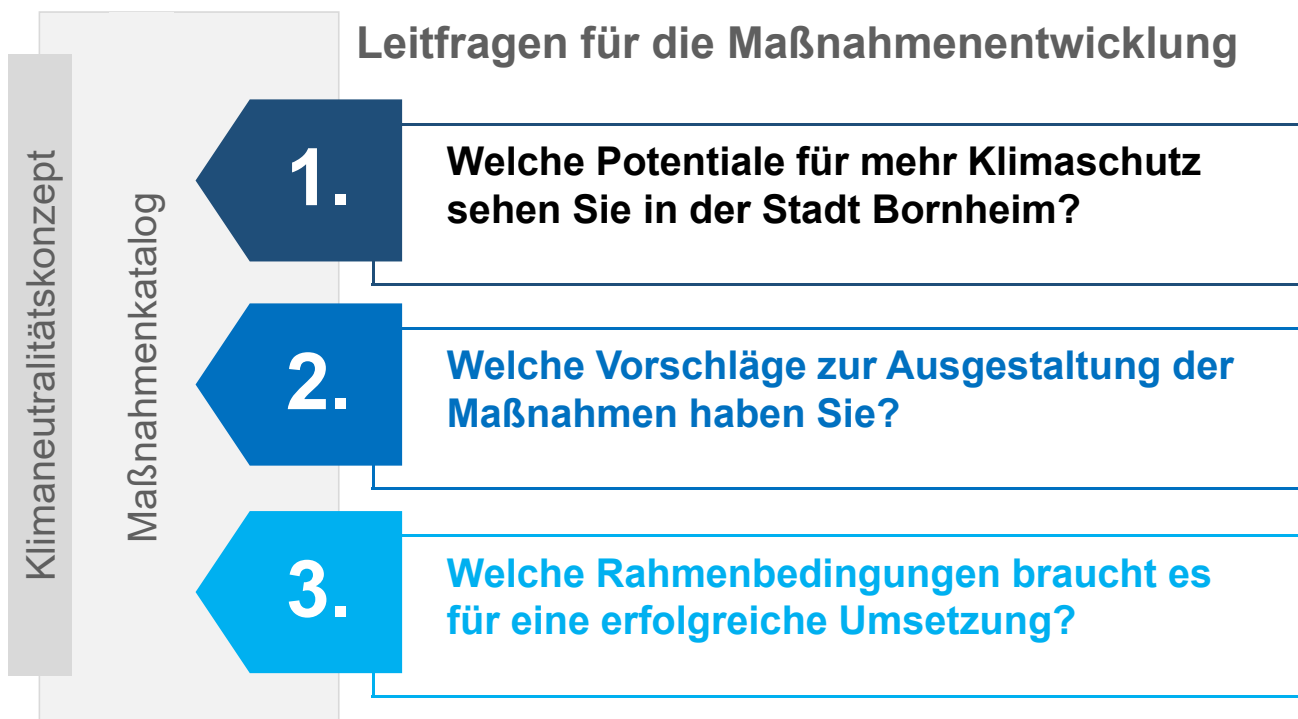 Leitfragen für die Maßnahmenentwicklung
Klimaneutralitätskonzept
Maßnahmenkatalog
1.
Welche Potentiale für mehr Klimaschutz
sehen Sie in der Stadt Bornheim?
2.
Welche Vorschläge zur Ausgestaltung der
Maßnahmen haben Sie?
3.
Welche Rahmenbedingungen braucht es
für eine erfolgreiche Umsetzung?